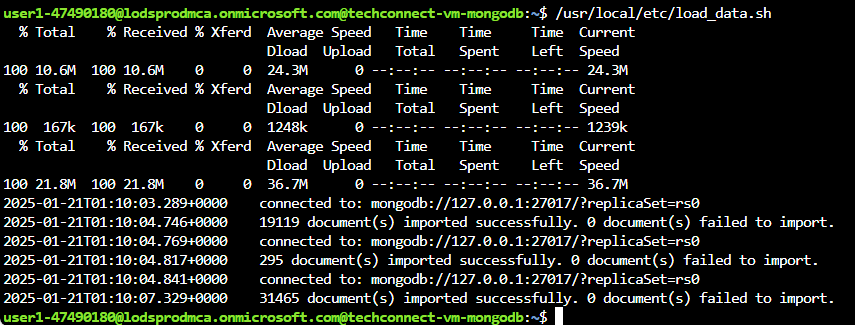 user1-47490180@lodsprodmca.onmicrosoft.com@techconnect-vm-mongodb:~$ /usr/local/etc/load_data.sh
  % Total    % Received % Xferd  Average Speed   Time    Time     Time  Current
                                 Dload  Upload   Total   Spent    Left  Speed
100 10.6M  100 10.6M    0     0  24.3M      0 --:--:-- --:--:-- --:--:-- 24.3M
  % Total    % Received % Xferd  Average Speed   Time    Time     Time  Current
                                 Dload  Upload   Total   Spent    Left  Speed
100  167k  100  167k    0     0  1248k      0 --:--:-- --:--:-- --:--:-- 1239k
  % Total    % Received % Xferd  Average Speed   Time    Time     Time  Current
                                 Dload  Upload   Total   Spent    Left  Speed
100 21.8M  100 21.8M    0     0  36.7M      0 --:--:-- --:--:-- --:--:-- 36.7M
2025-01-21T01:10:03.289+0000    connected to: mongodb://127.0.0.1:27017/?replicaSet=rs0
2025-01-21T01:10:04.746+0000    19119 document(s) imported successfully. 0 document(s) failed to import.
2025-01-21T01:10:04.769+0000    connected to: mongodb://127.0.0.1:27017/?replicaSet=rs0
2025-01-21T01:10:04.817+0000    295 document(s) imported successfully. 0 document(s) failed to import.
2025-01-21T01:10:04.841+0000    connected to: mongodb://127.0.0.1:27017/?replicaSet=rs0
2025-01-21T01:10:07.329+0000    31465 document(s) imported successfully. 0 document(s) failed to import.
user1-47490180@lodsprodmca.onmicrosoft.com@techconnect-vm-mongodb:~$